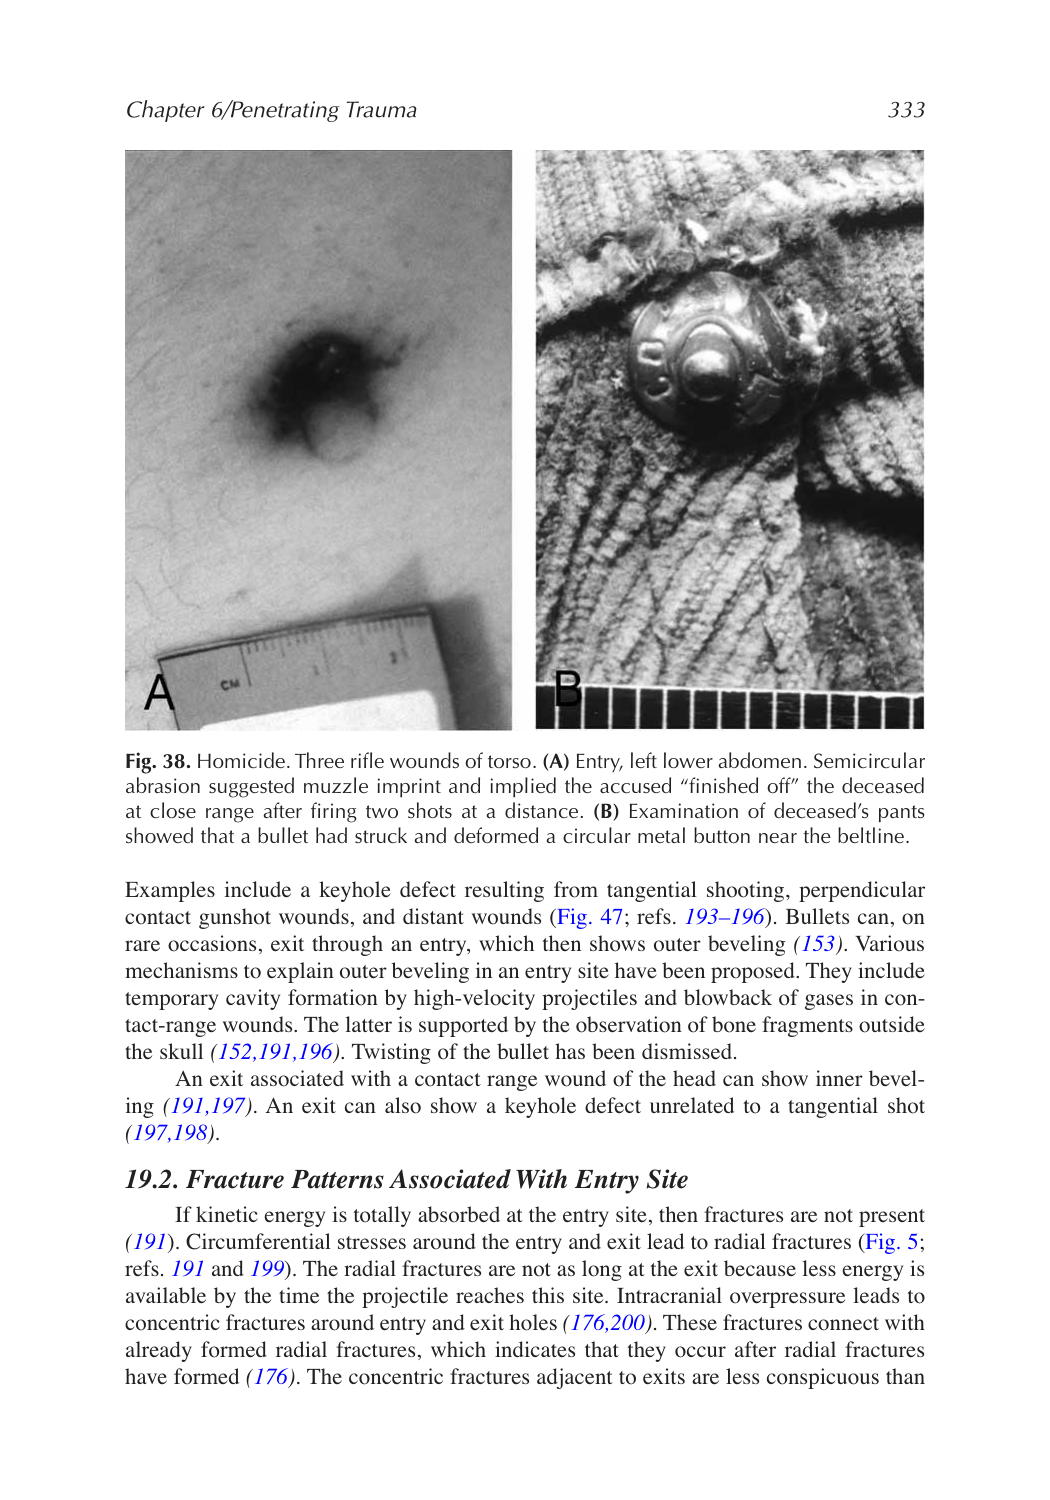 Chapter 6/Penetrating Trauma 333
CM 1 2
A
B
Fig. 38. Homicide. Three rifle wounds of torso. (A) Entry, left lower abdomen. Semicircular
abrasion suggested muzzle imprint and implied the accused “finished off” the deceased
at close range after firing two shots at a distance. (B) Examination of deceased’s pants
showed that a bullet had struck and deformed a circular metal button near the beltline.
Examples include a keyhole defect resulting from tangential shooting, perpendicular
contact gunshot wounds, and distant wounds (Fig. 47; refs. 193–196). Bullets can, on
rare occasions, exit through an entry, which then shows outer beveling (153). Various
mechanisms to explain outer beveling in an entry site have been proposed. They include
temporary cavity formation by high-velocity projectiles and blowback of gases in con-
tact-range wounds. The latter is supported by the observation of bone fragments outside
the skull (152,191,196). Twisting of the bullet has been dismissed.
An exit associated with a contact range wound of the head can show inner bevel-
ing (191,197). An exit can also show a keyhole defect unrelated to a tangential shot
(197,198).
19.2. Fracture Patterns Associated With Entry Site
If kinetic energy is totally absorbed at the entry site, then fractures are not present
(191). Circumferential stresses around the entry and exit lead to radial fractures (Fig. 5;
refs. 191 and 199). The radial fractures are not as long at the exit because less energy is
available by the time the projectile reaches this site. Intracranial overpressure leads to
concentric fractures around entry and exit holes (176,200). These fractures connect with
already formed radial fractures, which indicates that they occur after radial fractures
have formed (176). The concentric fractures adjacent to exits are less conspicuous than